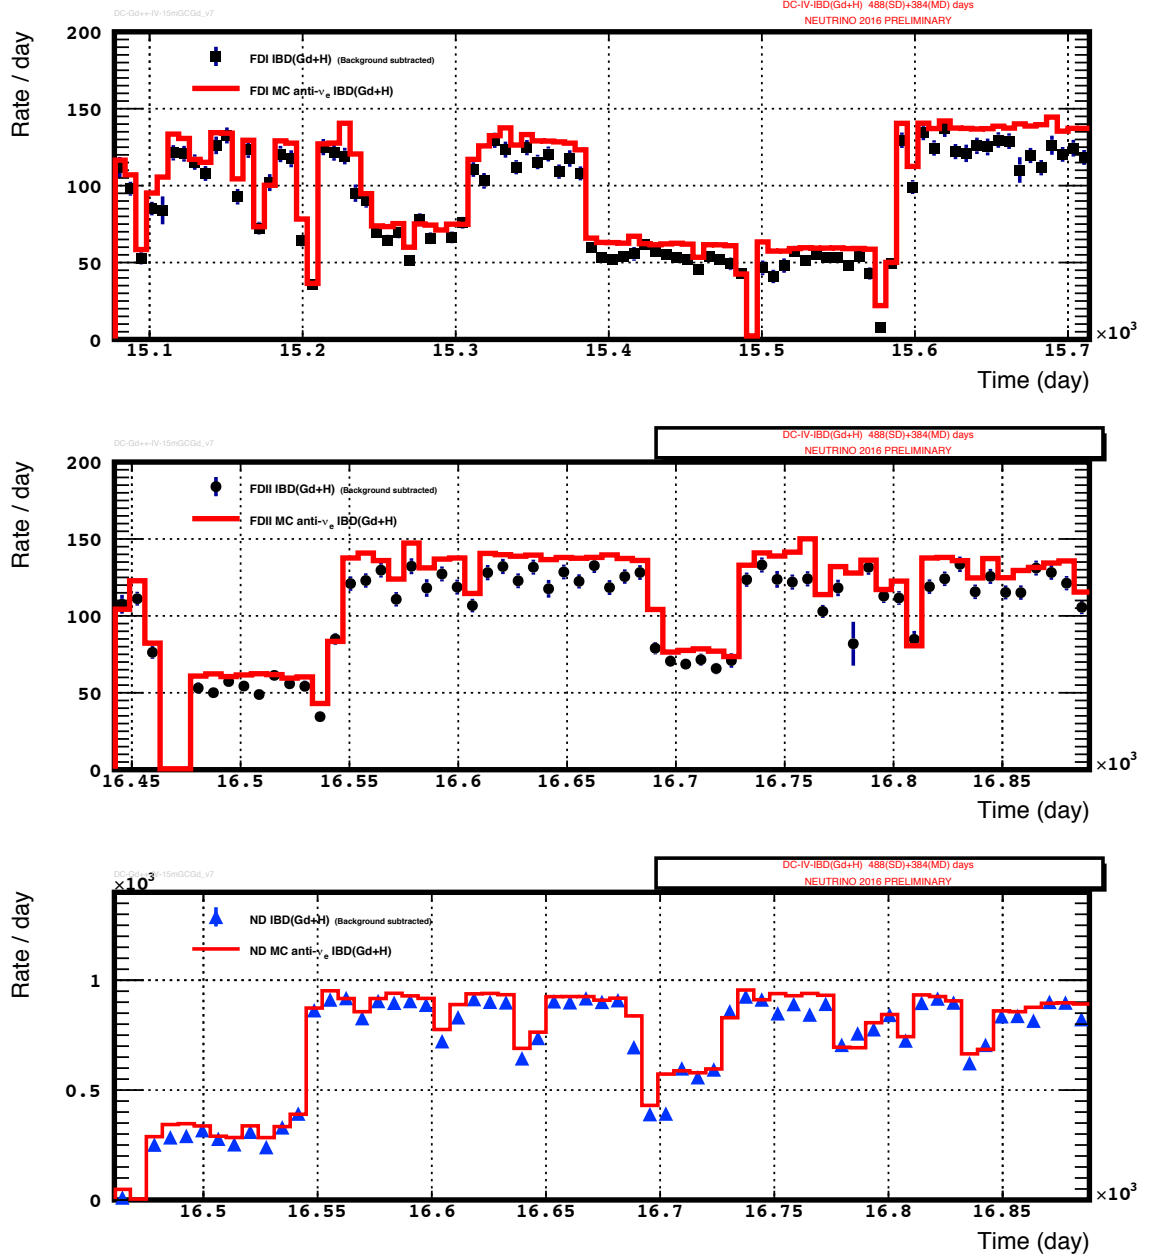 DC-Gd++-IV-15mGCGd_v7
DC-IV-IBD(Gd+H) 488(SD)+384(MD) days
NEUTRINO 2016 PRELIMINARY
Rate / day
200
150
100
50
0
FDI IBD(Gd+H) (Background subtracted)
FDI MC anti-νe IBD(Gd+H)
15.1 15.2 15.3 15.4 15.5 15.6 15.7
×10³
Time (day)
DC-Gd++-IV-15mGCGd_v7
DC-IV-IBD(Gd+H) 488(SD)+384(MD) days
NEUTRINO 2016 PRELIMINARY
Rate / day
200
150
100
50
0
FDII IBD(Gd+H) (Background subtracted)
FDII MC anti-νe IBD(Gd+H)
16.45 16.5 16.55 16.6 16.65 16.7 16.75 16.8 16.85
×10³
Time (day)
DC-Gd++-IV-15mGCGd_v7
×10³
DC-IV-IBD(Gd+H) 488(SD)+384(MD) days
NEUTRINO 2016 PRELIMINARY
Rate / day
1
0.5
0
ND IBD(Gd+H) (Background subtracted)
ND MC anti-νe IBD(Gd+H)
16.5 16.55 16.6 16.65 16.7 16.75 16.8 16.85
×10³
Time (day)